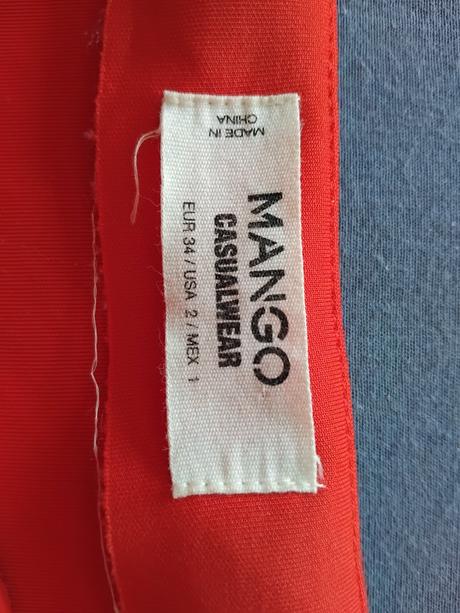 MANGO
CASUALWEAR
EUR 34 / USA 2 / MEX 1
MADE IN
CHINA